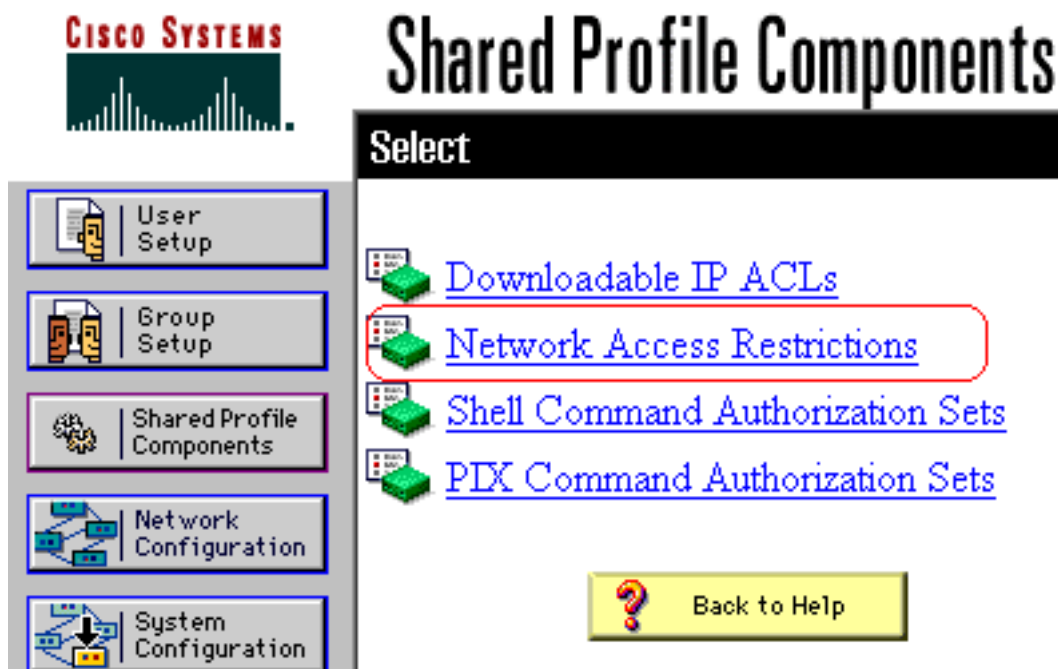 CISCO SYSTEMS
Shared Profile Components
Select
User
Setup
Group
Setup
Shared Profile
Components
Network
Configuration
System
Configuration
Downloadable IP ACLs
Network Access Restrictions
Shell Command Authorization Sets
PIX Command Authorization Sets
Back to Help